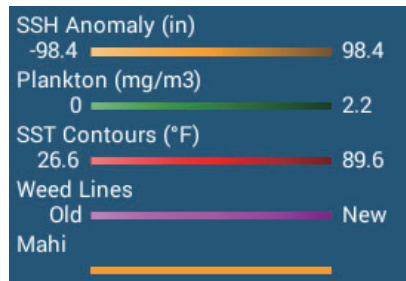 SSH Anomaly (in)
-98.4 98.4
Plankton (mg/m3)
0 2.2
SST Contours (°F)
26.6 89.6
Weed Lines
Old New
Mahi